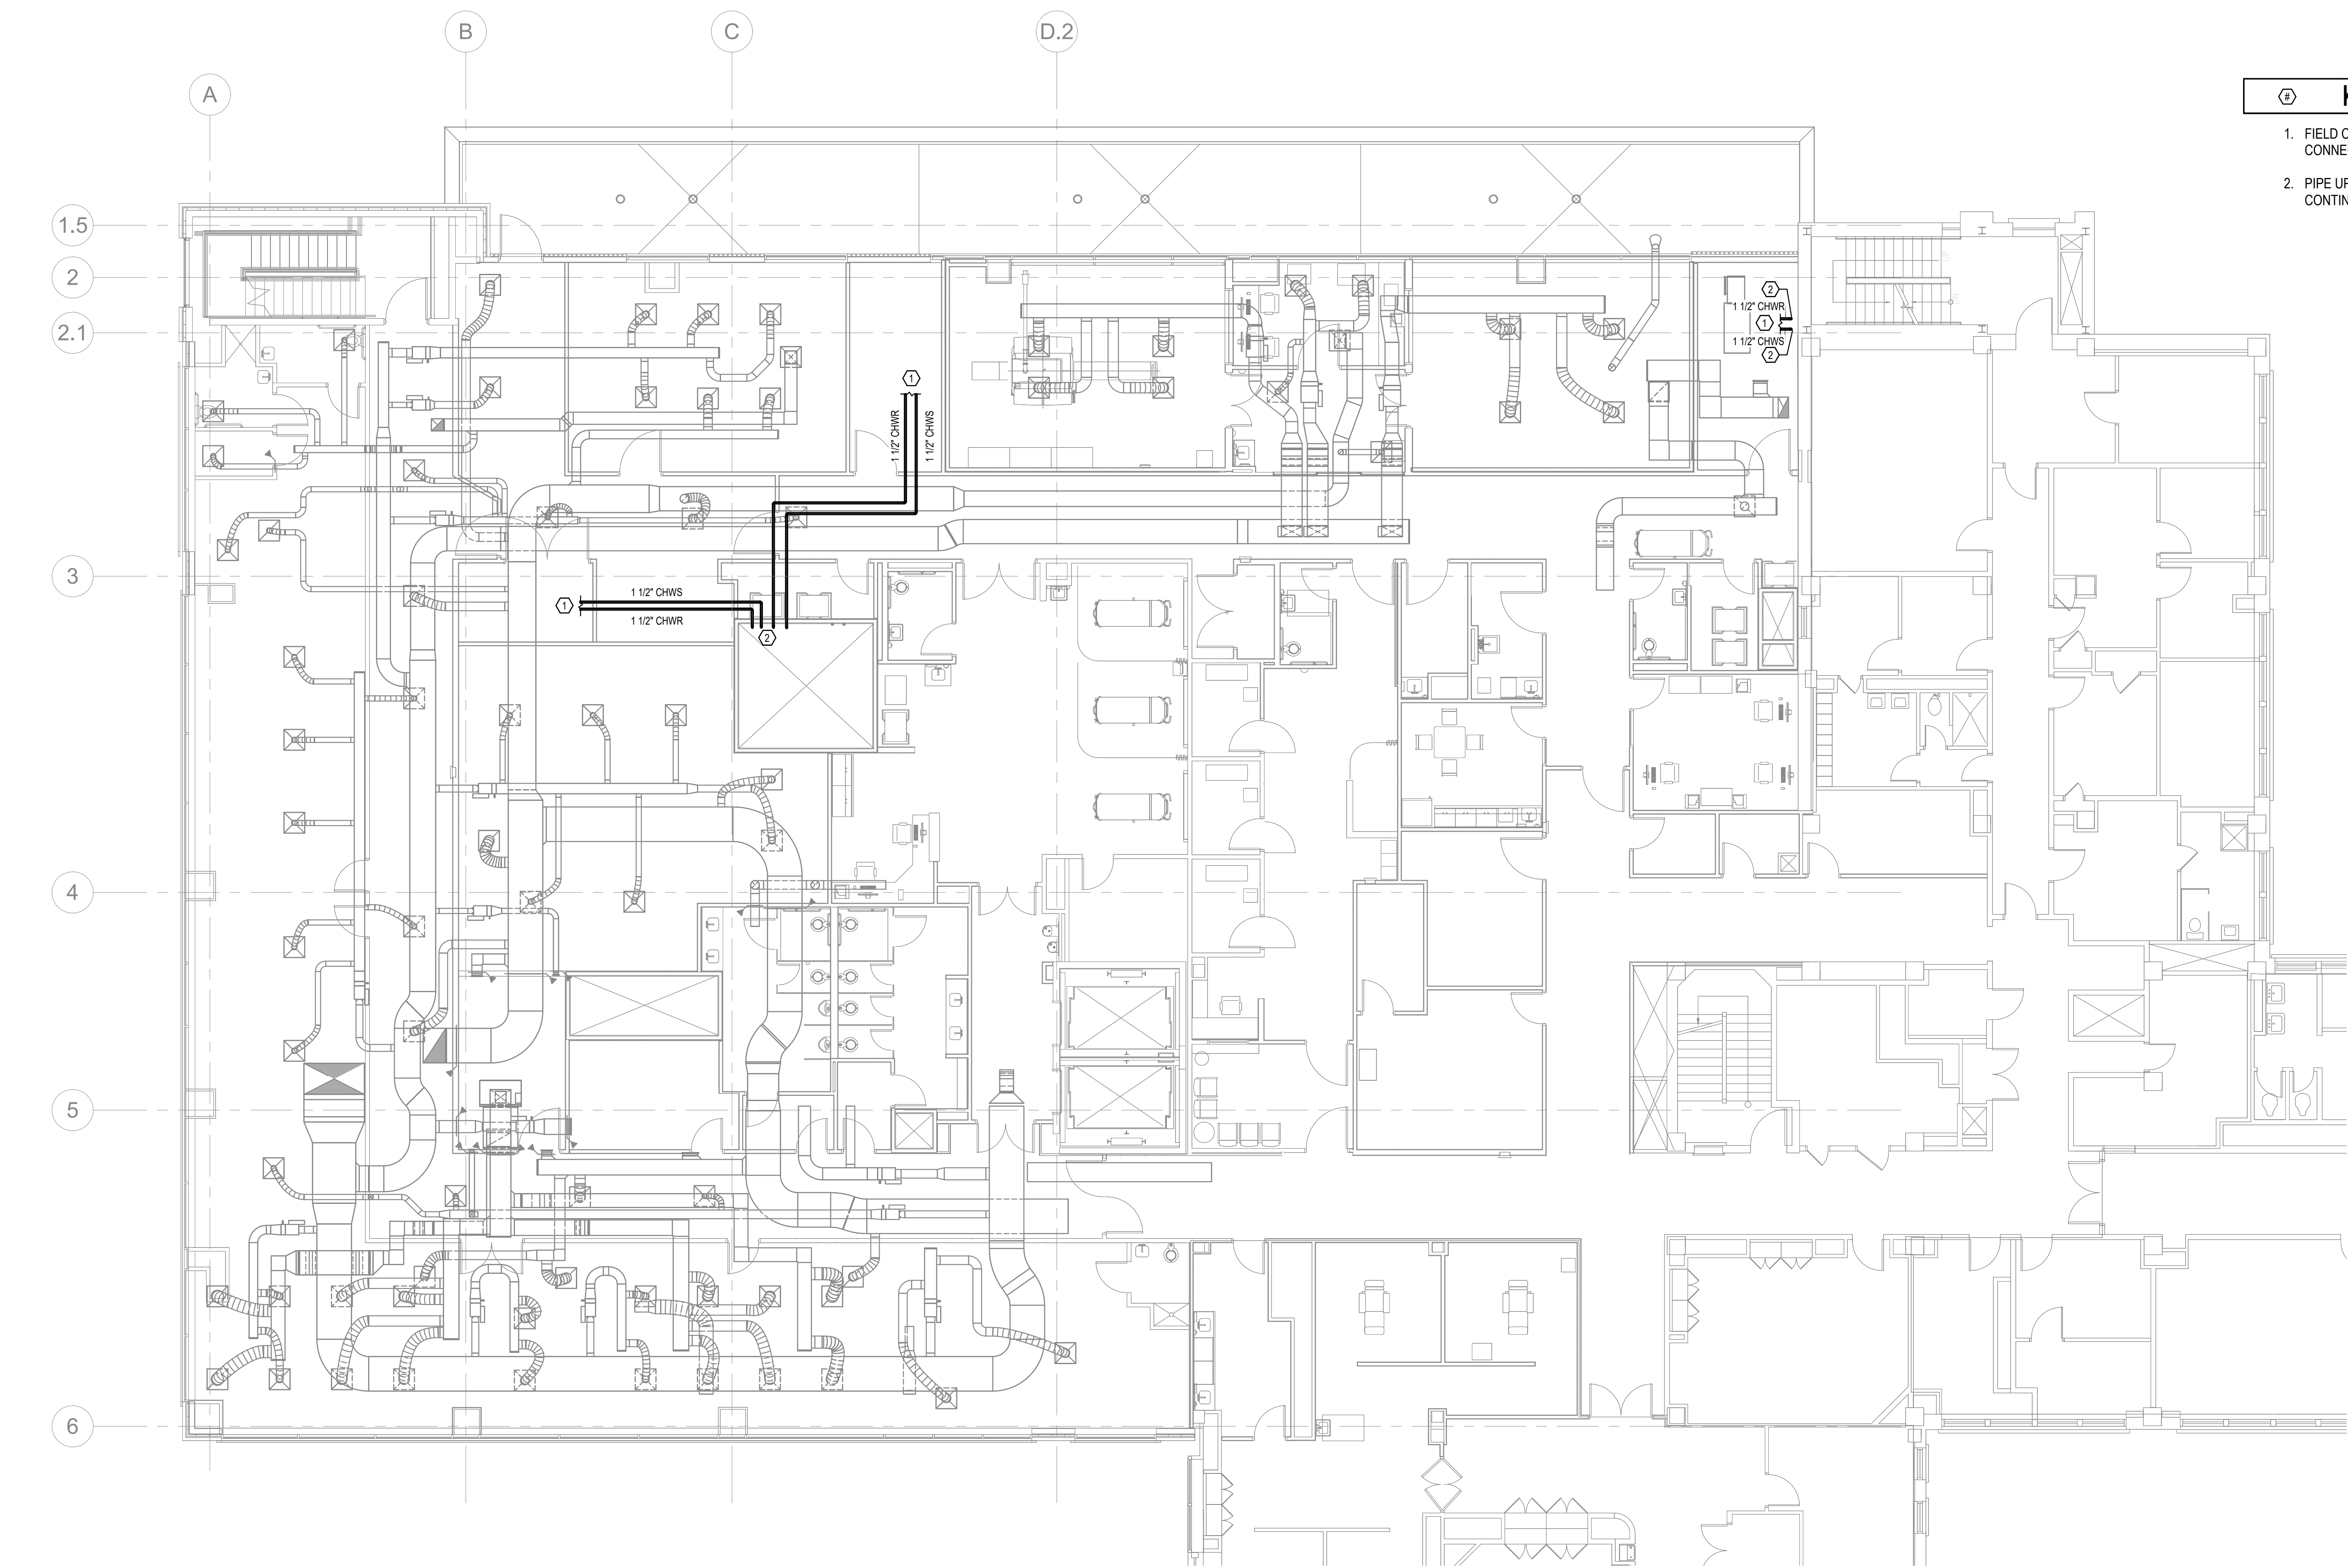 A
B
C
D.2
#
1. FIELD
CONNE
2. PIPE UP
CONTIN
1.5
2
2.1
3
4
5
6
2
1 1/2" CHWR
1
1 1/2" CHWS
2
1
1 1/2" CHWR
1 1/2" CHWS
1
1 1/2" CHWS
1 1/2" CHWR
2